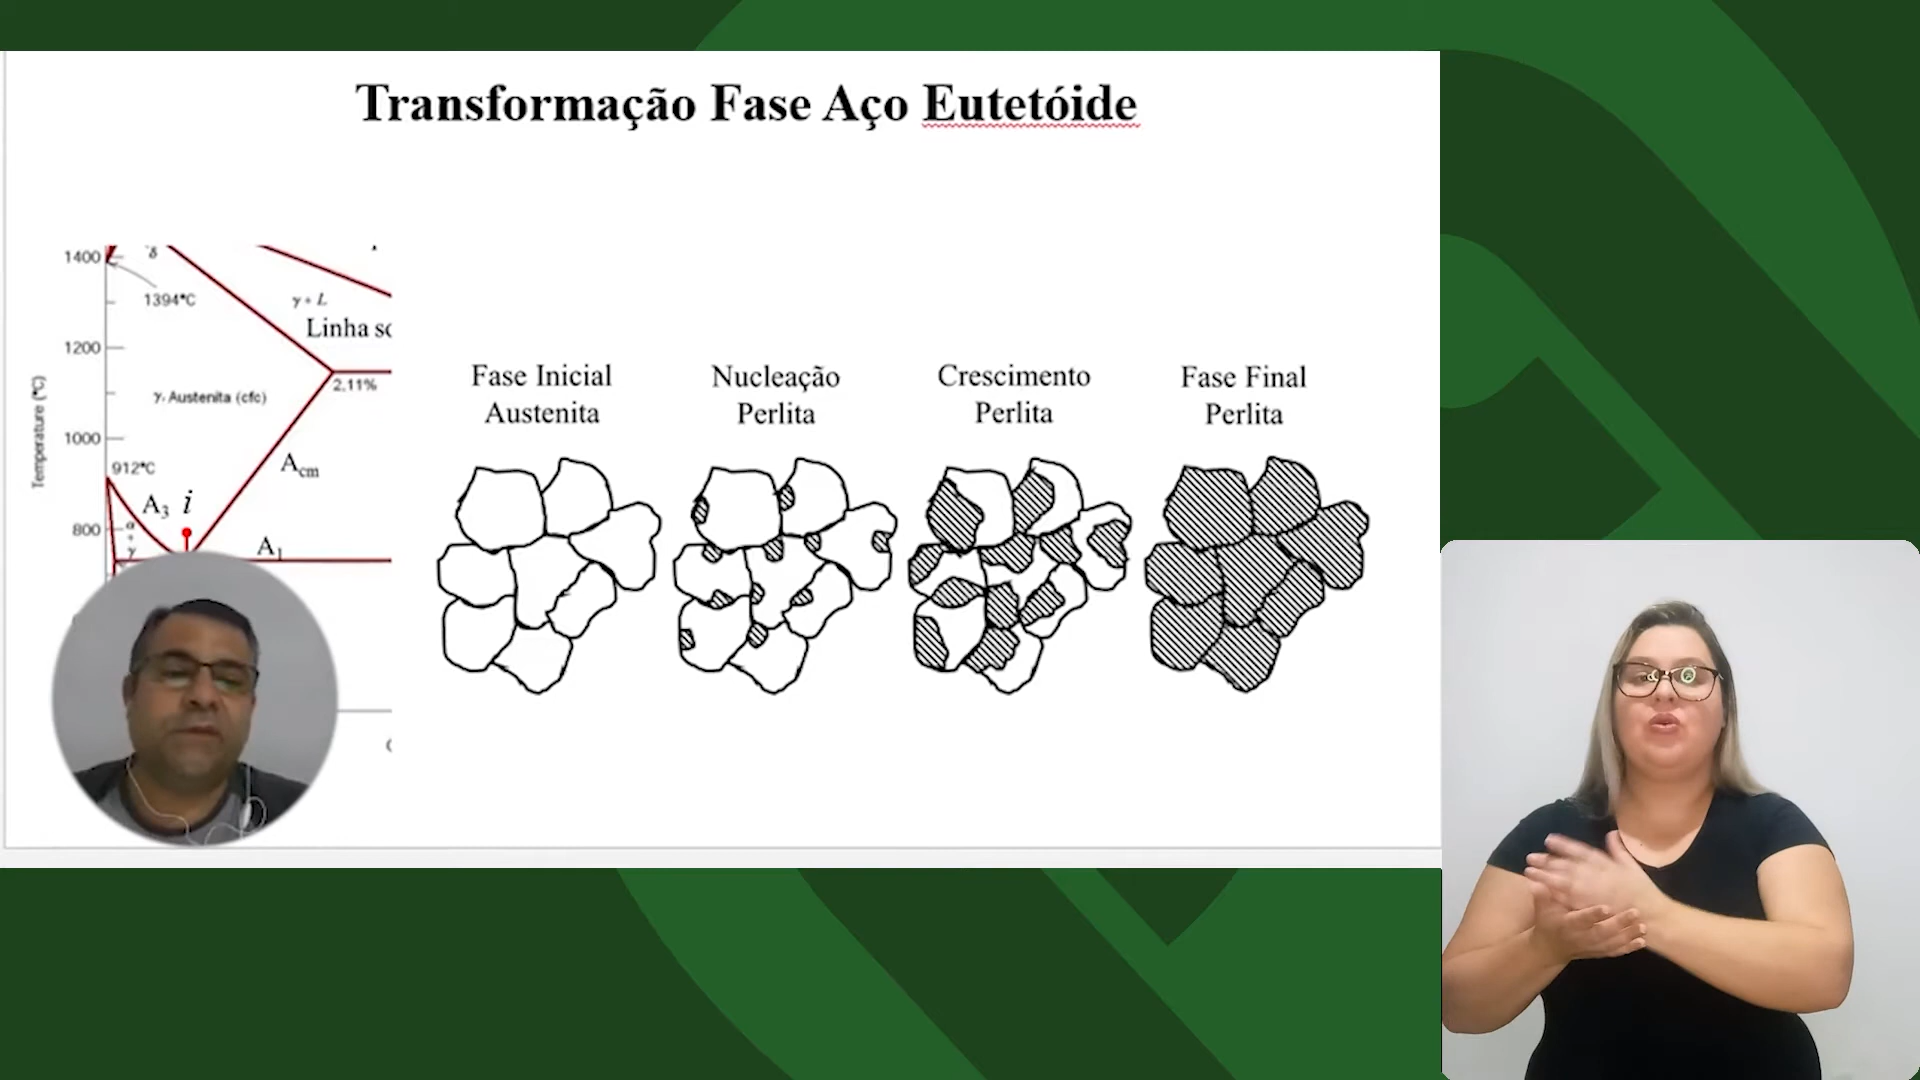 Transformação Fase Aço Eutetóide
1400
δ
1394°C
γ + L
Linha so
1200
2,11%
γ, Austenita (cfc)
Temperature (°C)
1000
912°C
A3
i
Acm
800
α
+
γ
A1
Fase Inicial
Austenita
Nucleação
Perlita
Crescimento
Perlita
Fase Final
Perlita